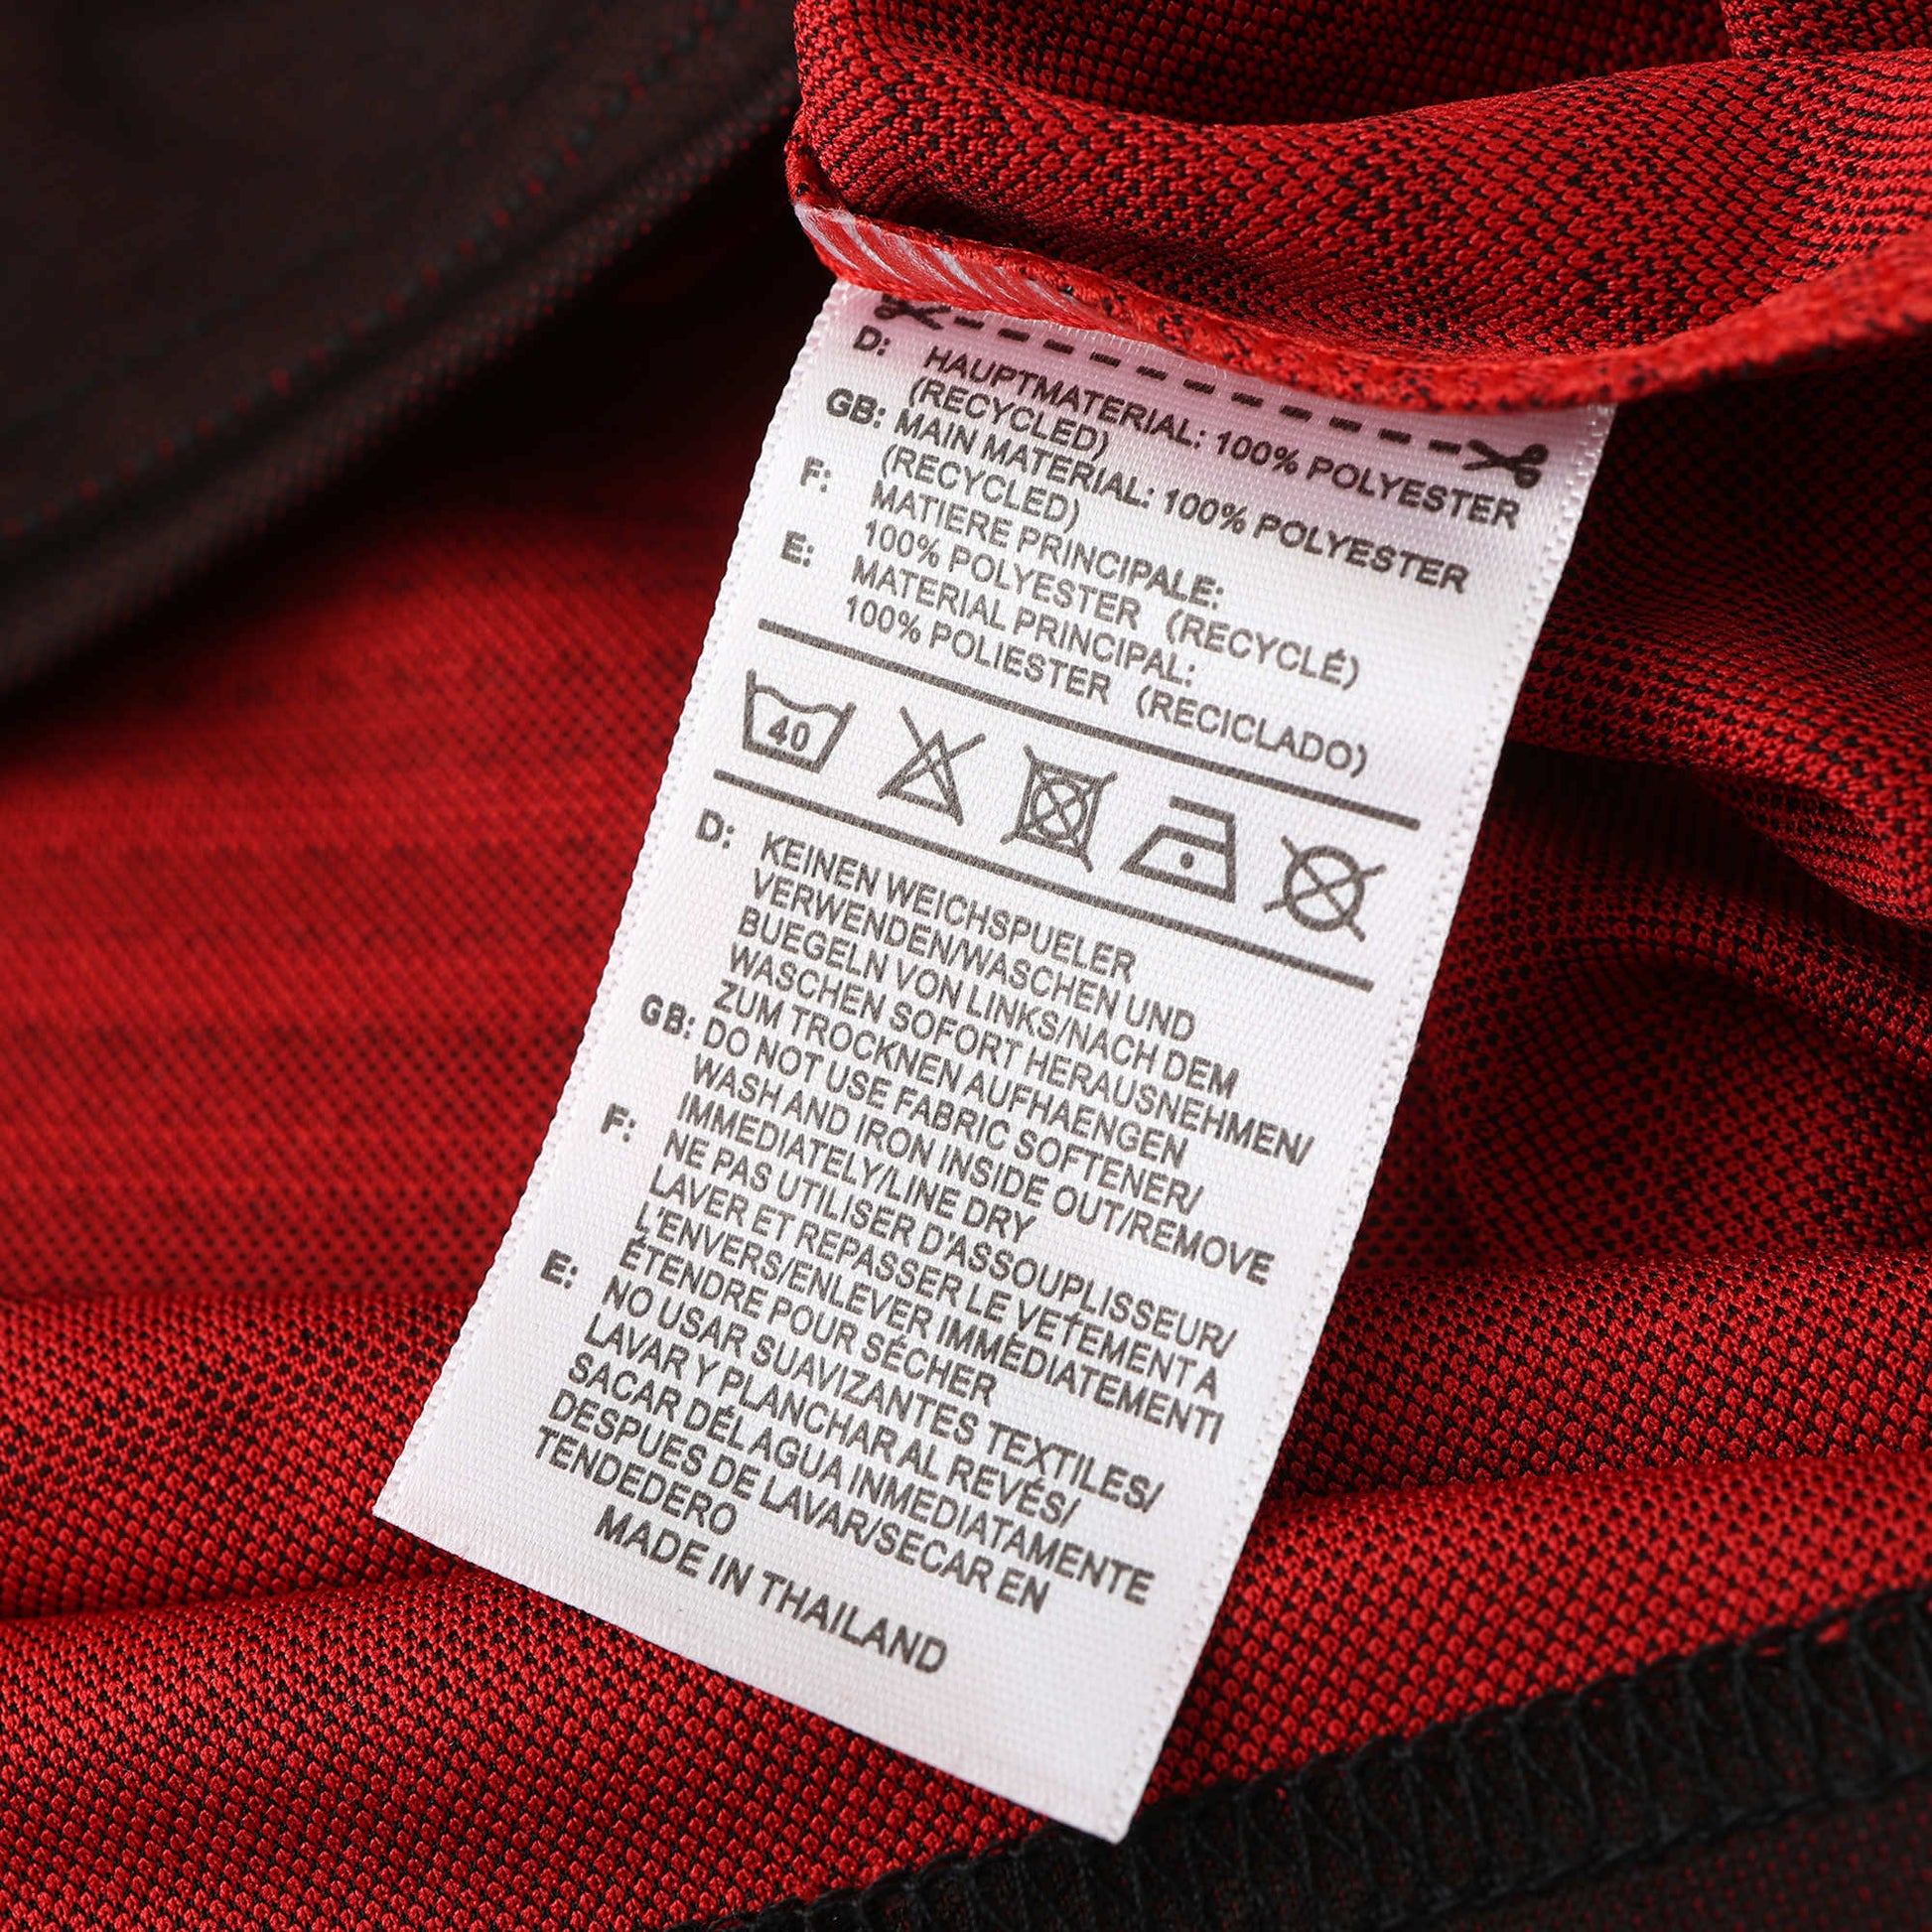 D: HAUPTMATERIAL: 100% POLYESTER
(RECYCLED)
GB: MAIN MATERIAL: 100% POLYESTER
(RECYCLED)
F: MATIERE PRINCIPALE:
100% POLYESTER (RECYCLÉ)
E: MATERIAL PRINCIPAL:
100% POLIESTER (RECICLADO)
40
D: KEINEN WEICHSPUELER
VERWENDEN/WASCHEN UND
BUEGELN VON LINKS/NACH DEM
WASCHEN SOFORT HERAUSNEHMEN/
ZUM TROCKNEN AUFHAENGEN
GB: DO NOT USE FABRIC SOFTENER/
WASH AND IRON INSIDE OUT/REMOVE
IMMEDIATELY/LINE DRY
F: NE PAS UTILISER D'ASSOUPLISSEUR/
LAVER ET REPASSER LE VETEMENT A
L'ENVERS/ENLEVER IMMÉDIATEMENTI
ÉTENDRE POUR SÉCHER
E: NO USAR SUAVIZANTES TEXTILES/
LAVAR Y PLANCHAR AL REVÉS/
SACAR DÉL AGUA INMEDIATAMENTE
DESPUES DE LAVAR/SECAR EN
TENDEDERO
MADE IN THAILAND